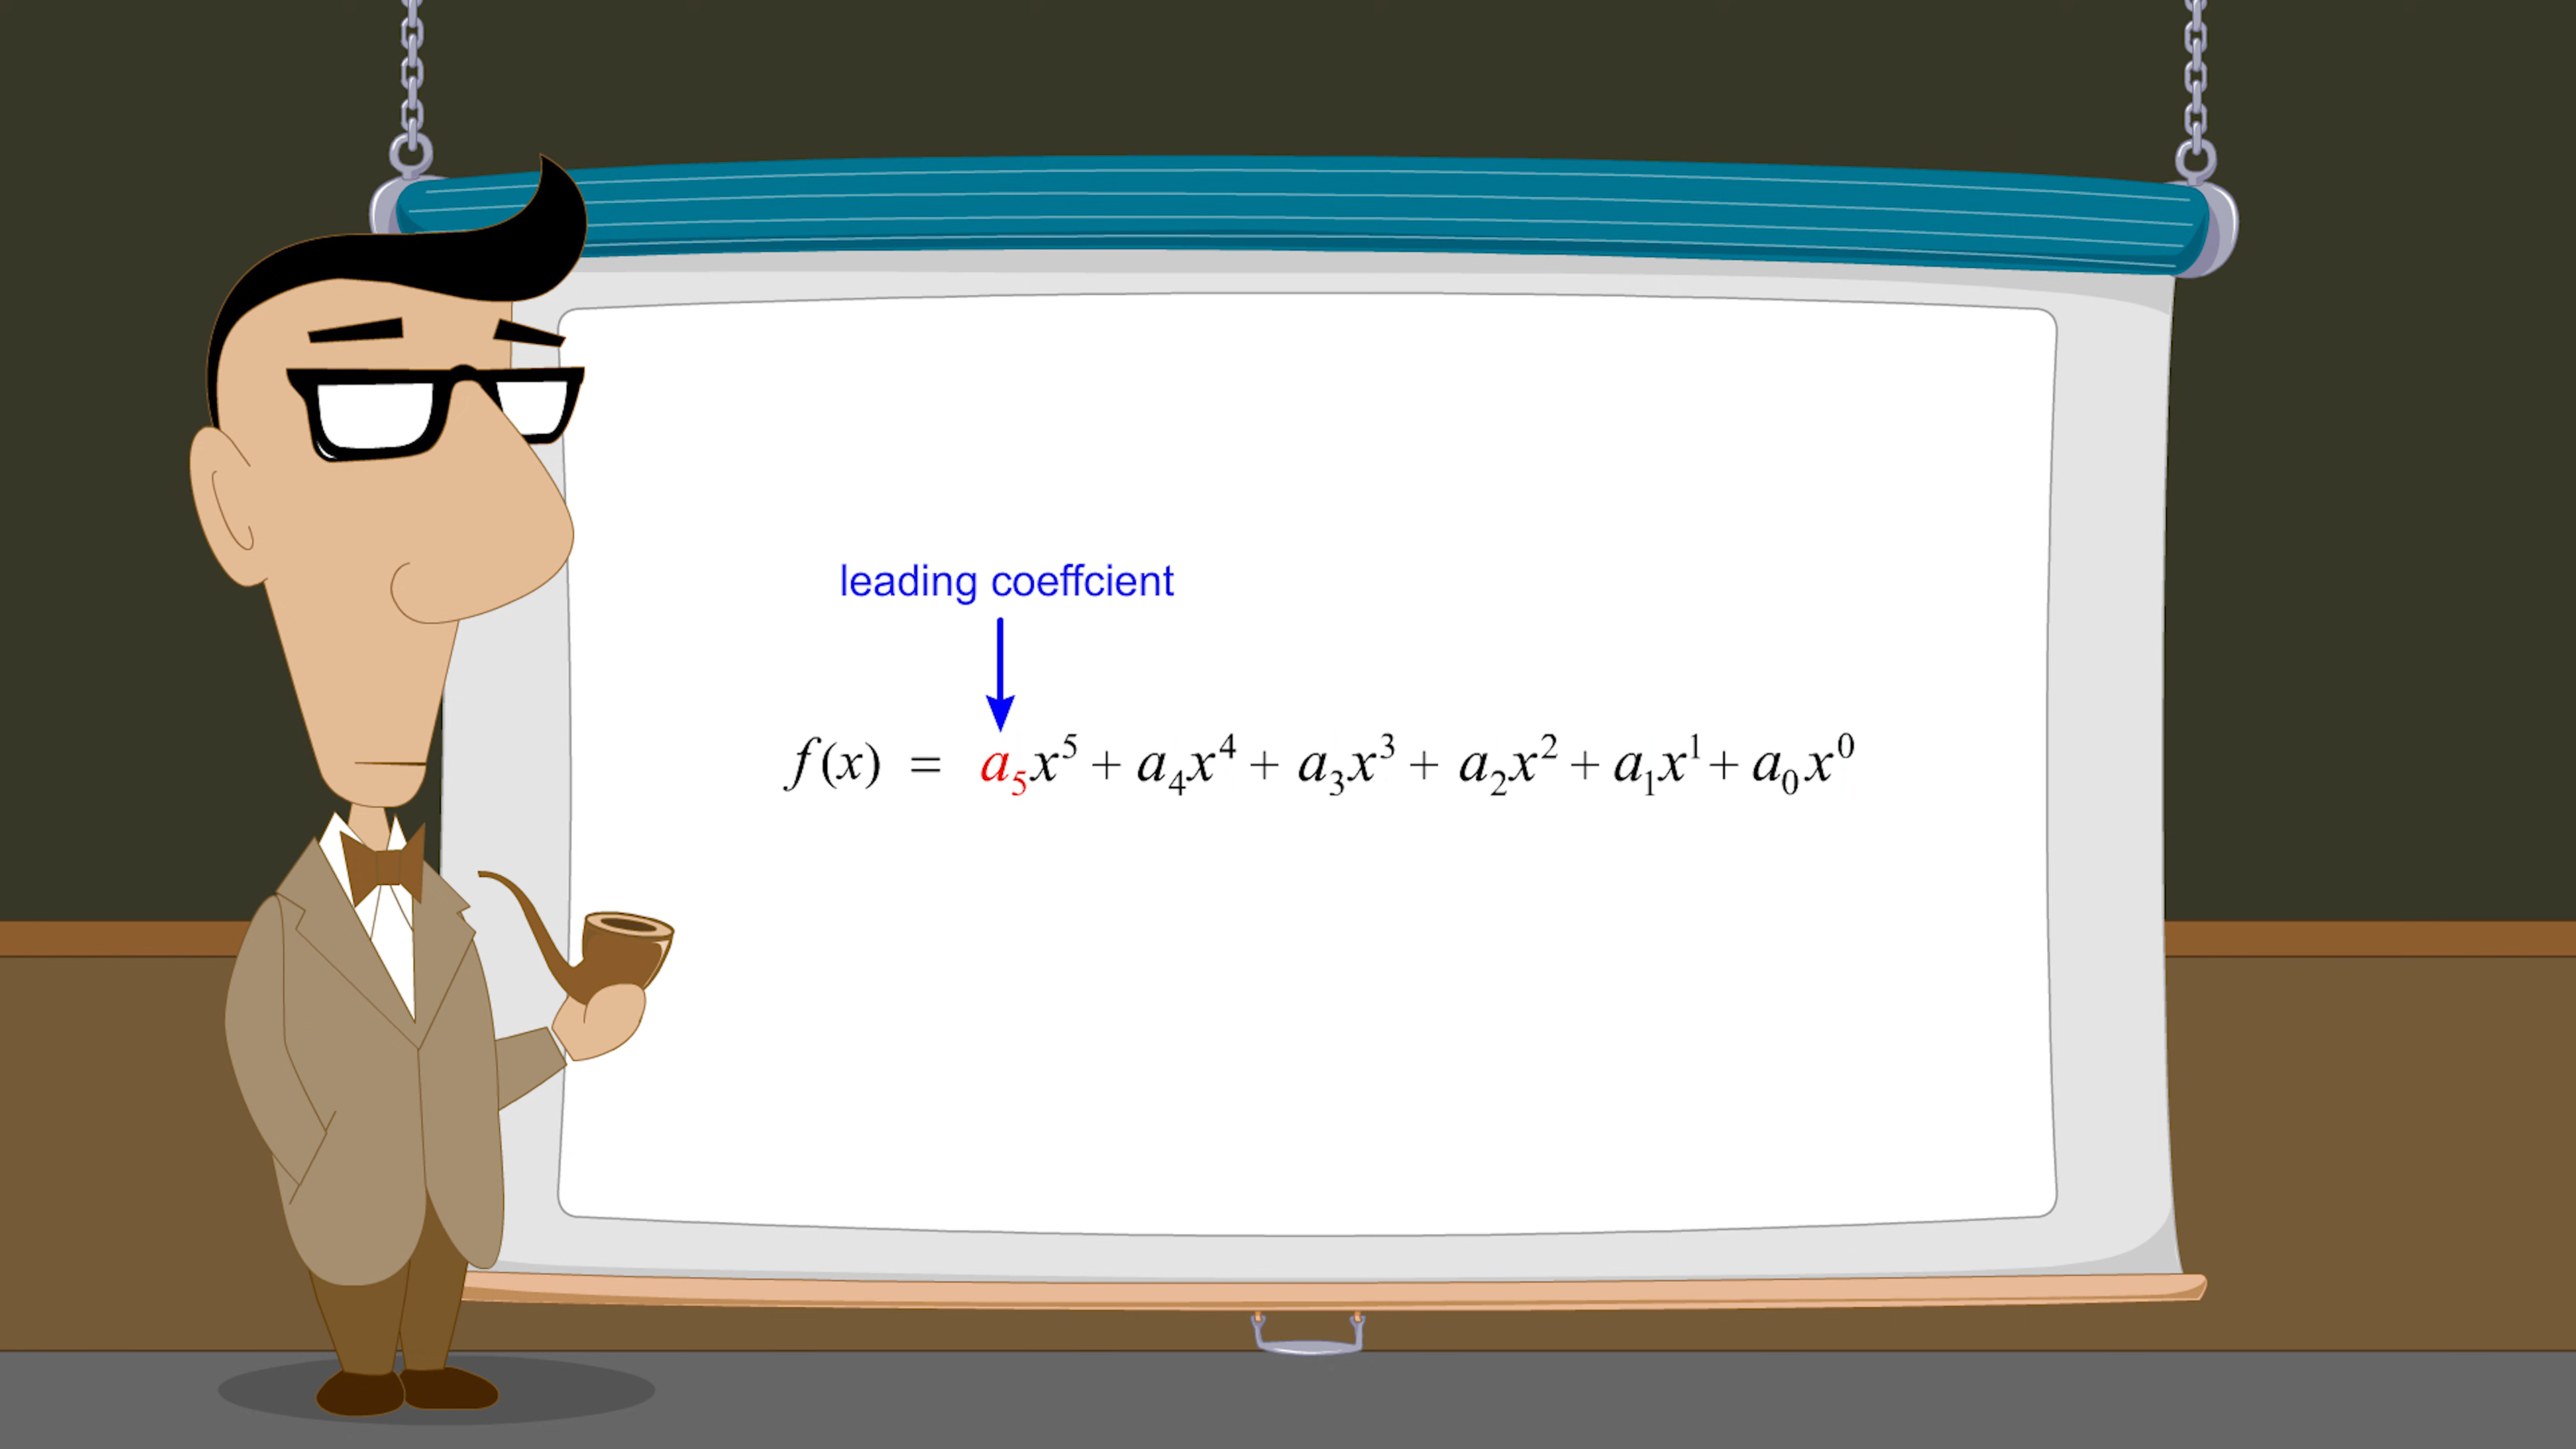 leading coeffcient
f(x) = a₅x⁵ + a₄x⁴ + a₃x³ + a₂x² + a₁x¹ + a₀x⁰